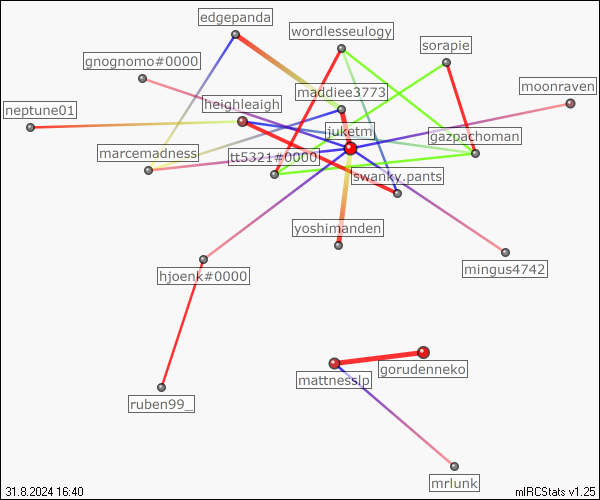 edgepanda
wordlesseulogy
sorapie
gnognomo#0000
moonraven
maddiee3773
heighleaigh
neptune01
juketml
gazpachoman
marcemadness
tt5321#0000
swanky.pants
yoshimanden
hjoenk#0000
mingus4742
gorudenneko
mattnesslp
ruben99_
mrlunk
31.8.2024 16:40
mIRCStats v1.25